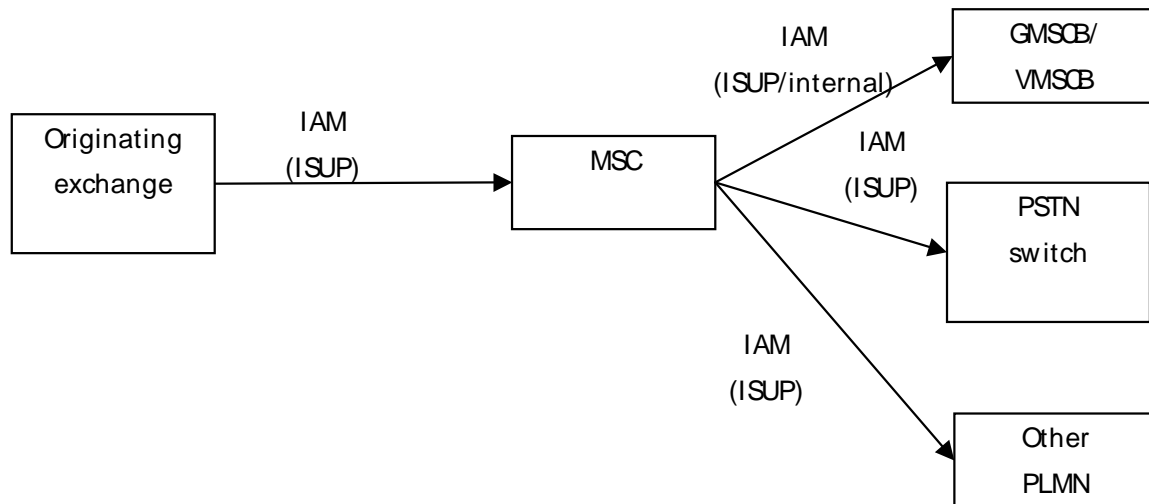 Originating
exchange
IAM
(ISUP)
MSC
IAM
(ISUP/internal)
GMSCB/
VMSCB
IAM
(ISUP)
PSTN
switch
IAM
(ISUP)
Other
PLMN